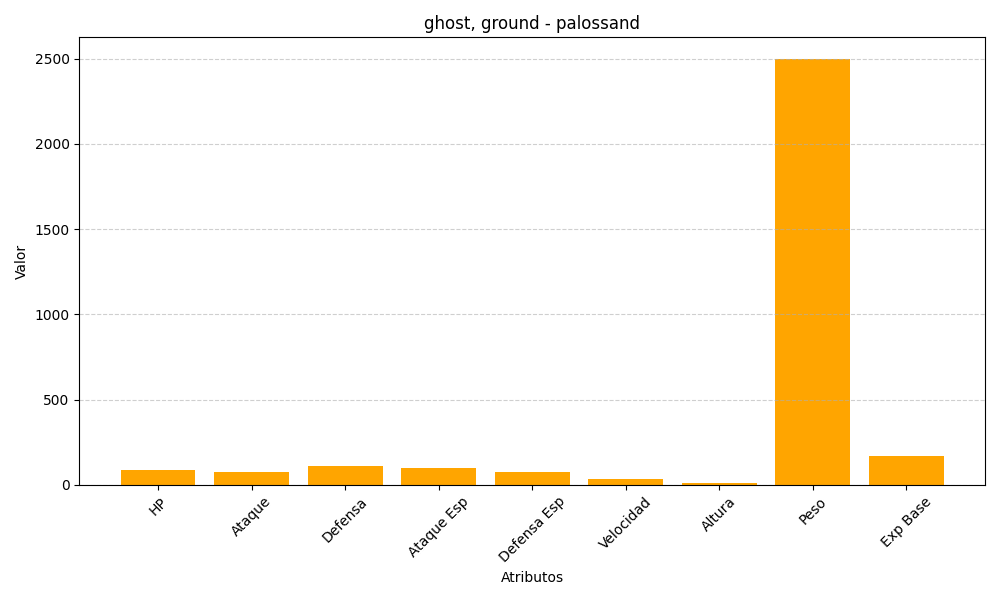 ghost, ground - palossand
Valor
2500
2000
1500
1000
500
0
HP
Ataque
Defensa
Ataque Esp
Defensa Esp
Velocidad
Altura
Peso
Exp Base
Atributos